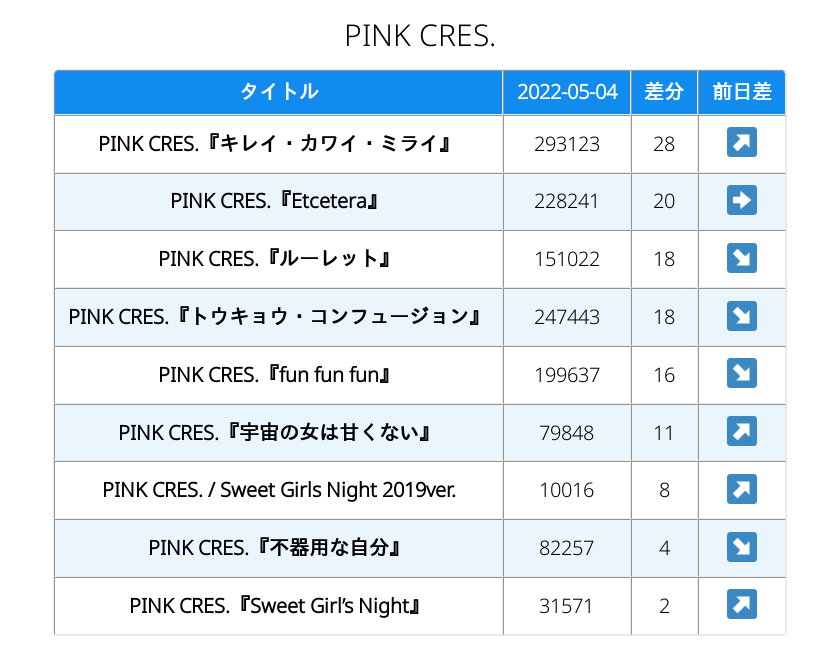 PINK CRES.
タイトル 2022-05-04 差分 前日差
PINK CRES.『キレイ・カワイ・ミライ』 293123 28 ↗
PINK CRES.『Etcetera』 228241 20 ➡
PINK CRES.『ルーレット』 151022 18 ↘
PINK CRES.『トウキョウ・コンフュージョン』 247443 18 ↘
PINK CRES.『fun fun fun』 199637 16 ↘
PINK CRES.『宇宙の女は甘くない』 79848 11 ↗
PINK CRES. / Sweet Girls Night 2019ver. 10016 8 ↗
PINK CRES.『不器用な自分』 82257 4 ↘
PINK CRES.『Sweet Girl’s Night』 31571 2 ↗